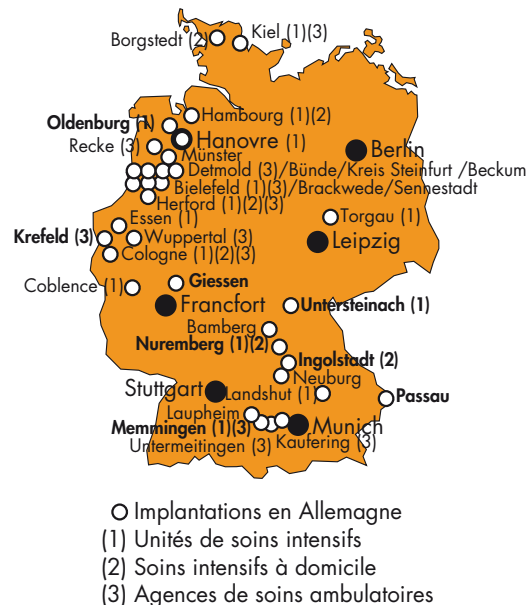 Borgstedt (2)
Kiel (1)(3)
Hambourg (1)(2)
Oldenburg (1)
Hanovre (1)
Recke (3)
Berlin
Münster
Detmold (3)/Bünde/Kreis Steinfurt /Beckum
Bielefeld (1)(3)/Brackwede/Sennestadt
Herford (1)(2)(3)
Essen (1)
Torgau (1)
Krefeld (3)
Wuppertal (3)
Leipzig
Cologne (1)(2)(3)
Giessen
Coblence (1)
Francfort
Untersteinach (1)
Bamberg
Nuremberg (1)(2)
Ingolstadt (2)
Neuburg
Stuttgart
Landshut (1)
Passau
Laupheim
Memmingen (1)(3)
Munich
Untermeitingen (3)
Kaufering (3)
Implantations en Allemagne
(1) Unités de soins intensifs
(2) Soins intensifs à domicile
(3) Agences de soins ambulatoires